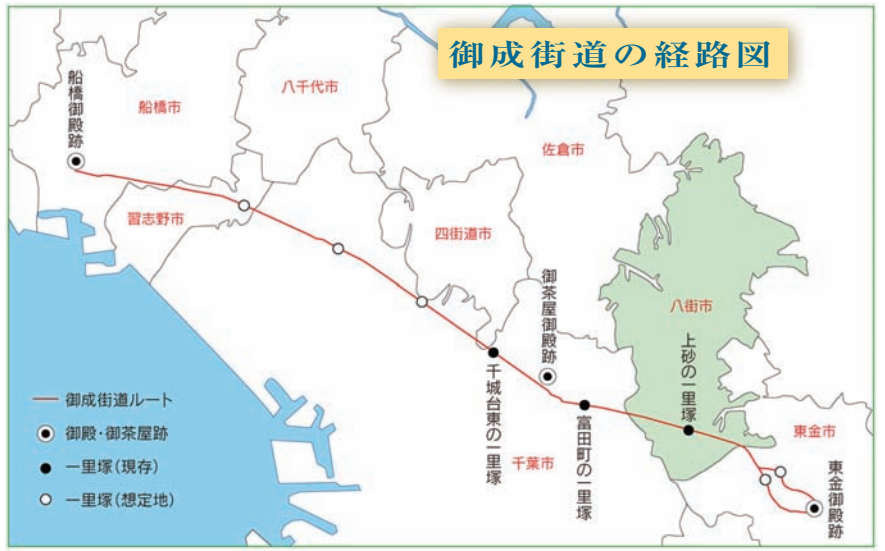 御成街道の経路図
船橋御殿跡
船橋市
八千代市
佐倉市
習志野市
四街道市
御茶屋御殿跡
八街市
上砂の一里塚
千城台東の一里塚
富田町の一里塚
千葉市
東金市
東金御殿跡
御成街道ルート
御殿・御茶屋跡
一里塚(現存)
一里塚(想定地)